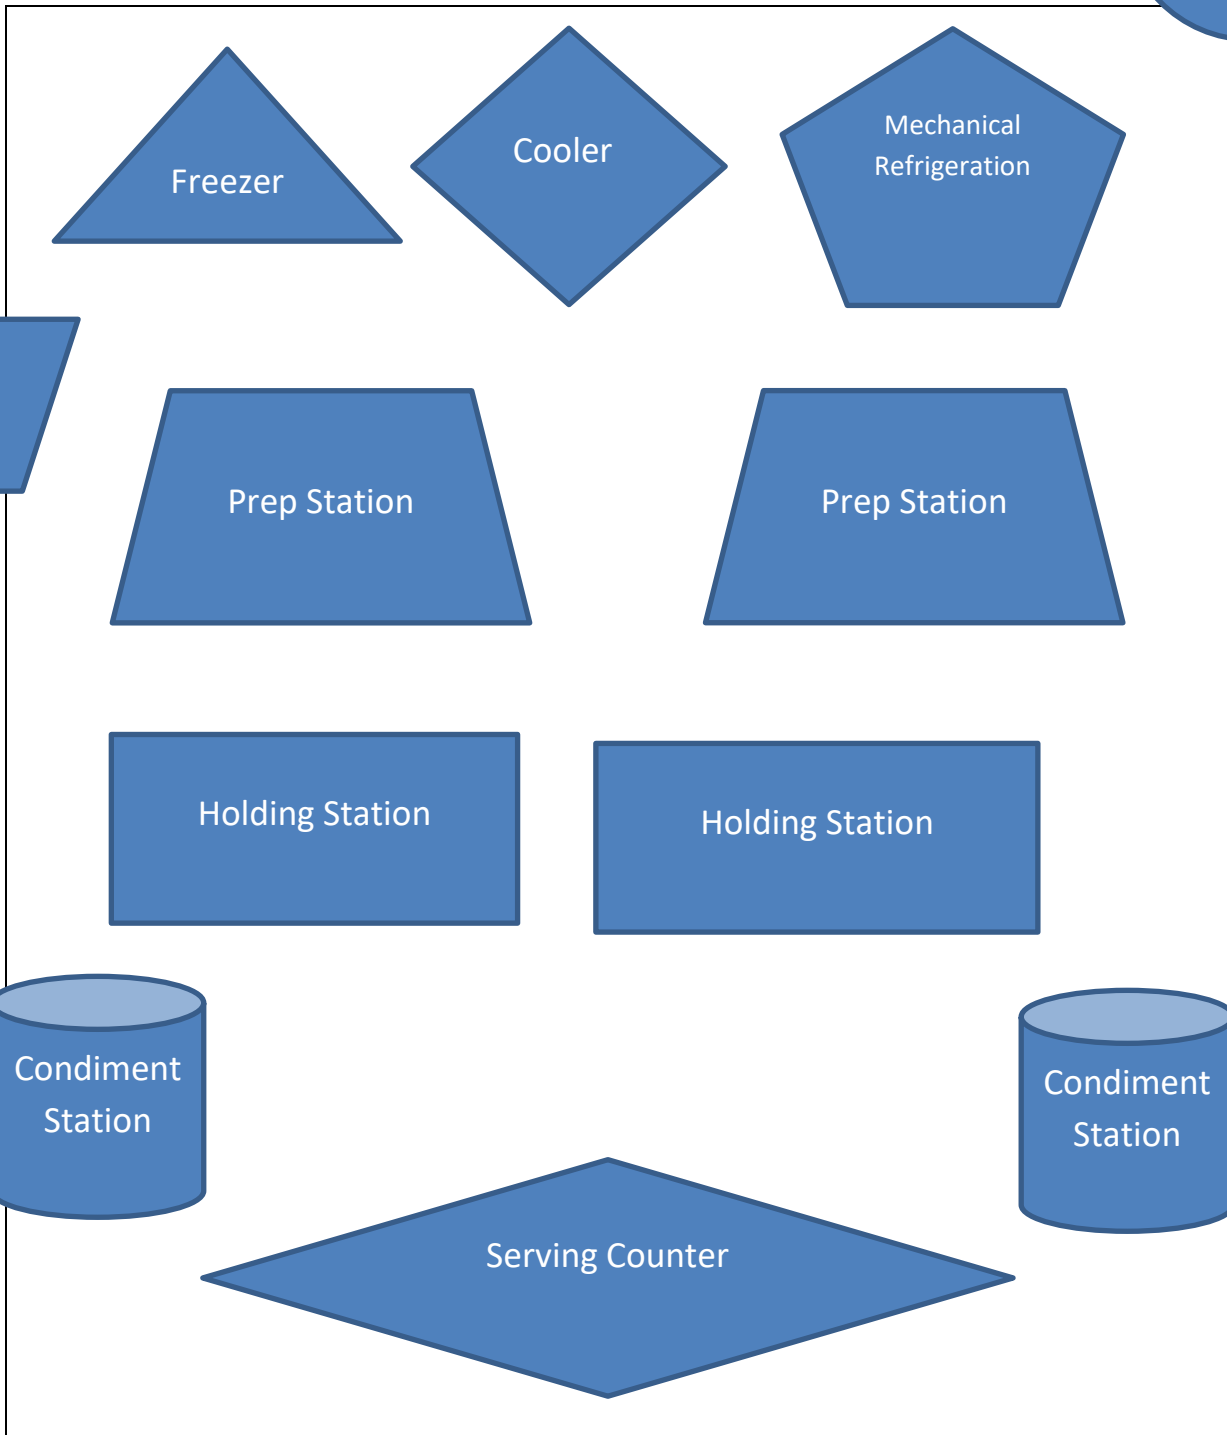 Freezer
Cooler
Mechanical
Refrigeration
Prep Station
Prep Station
Holding Station
Holding Station
Condiment
Station
Condiment
Station
Serving Counter